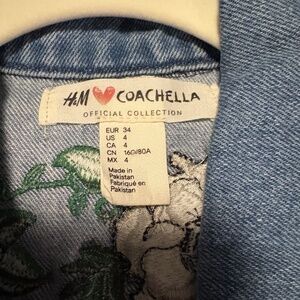 H&M ❤ COACHELLA
OFFICIAL COLLECTION
EUR 34
US 4
CA 4
CN 160/80A
MX 4
Made in
Pakistan
Fabriqué en
Pakistan